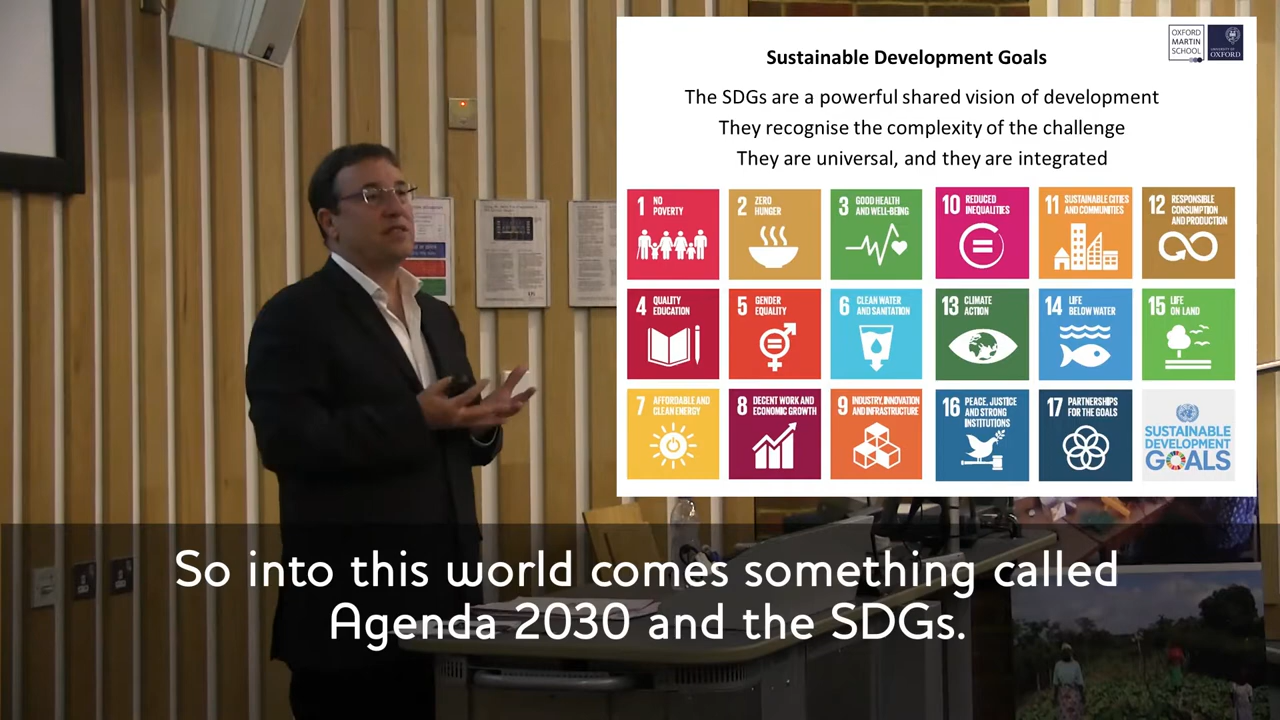 OXFORD
MARTIN
SCHOOL
UNIVERSITY OF
OXFORD
Sustainable Development Goals
The SDGs are a powerful shared vision of development
They recognise the complexity of the challenge
They are universal, and they are integrated
1 NO
POVERTY
2 ZERO
HUNGER
3 GOOD HEALTH
AND WELL-BEING
10 REDUCED
INEQUALITIES
11 SUSTAINABLE CITIES
AND COMMUNITIES
12 RESPONSIBLE
CONSUMPTION
AND PRODUCTION
4 QUALITY
EDUCATION
5 GENDER
EQUALITY
6 CLEAN WATER
AND SANITATION
13 CLIMATE
ACTION
14 LIFE
BELOW WATER
15 LIFE
ON LAND
7 AFFORDABLE AND
CLEAN ENERGY
8 DECENT WORK AND
ECONOMIC GROWTH
9 INDUSTRY, INNOVATION
AND INFRASTRUCTURE
16 PEACE, JUSTICE
AND STRONG
INSTITUTIONS
17 PARTNERSHIPS
FOR THE GOALS
SUSTAINABLE
DEVELOPMENT
GOALS
So into this world comes something called
Agenda 2030 and the SDGs.